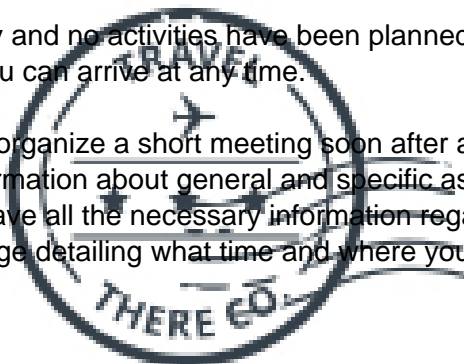 y and no activities have been planned
u can arrive at any time.
organize a short meeting soon after a
rmation about general and specific as
ave all the necessary information rega
ge detailing what time and where you
TRAVEL
THERE CO.